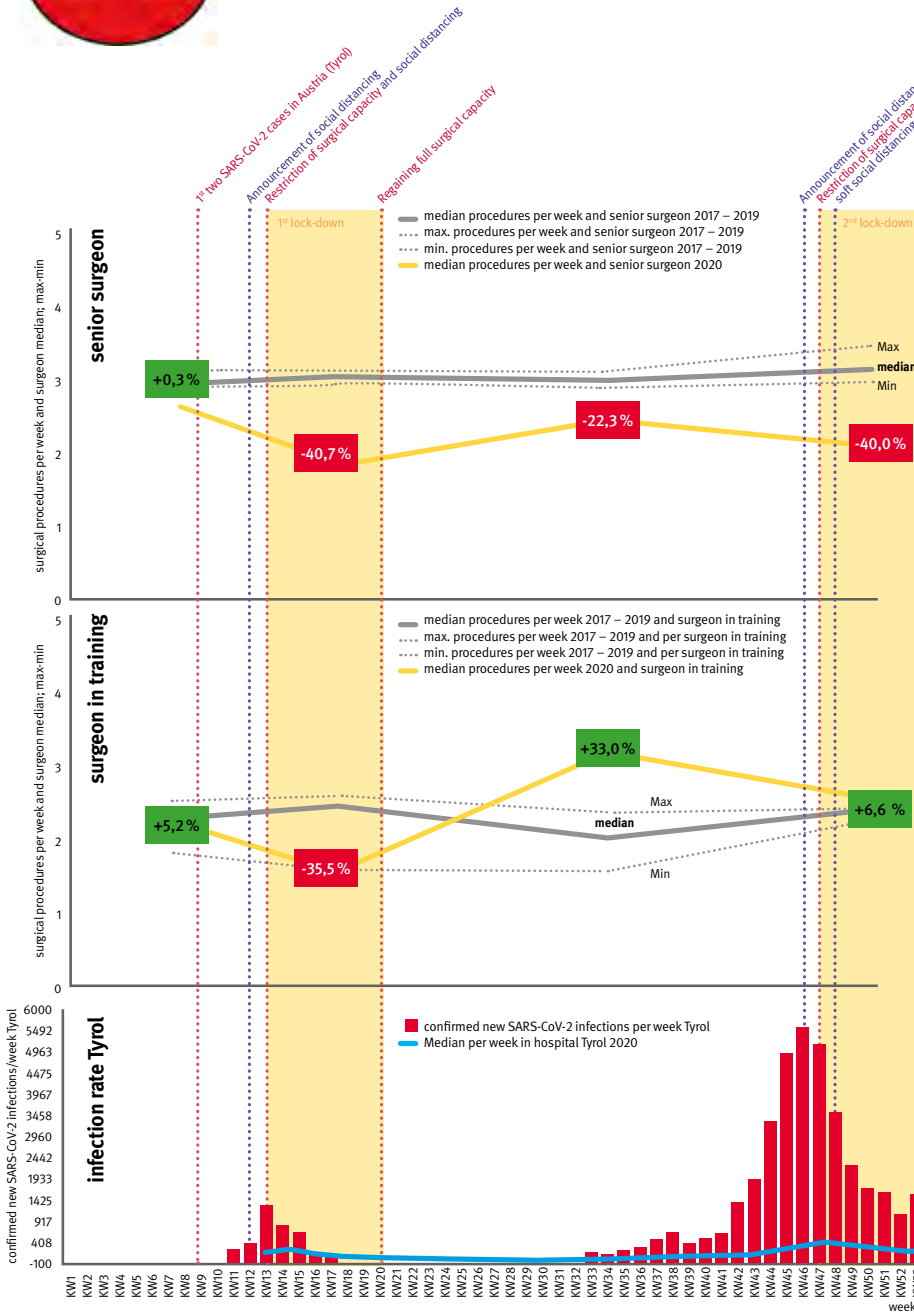 1st two SARS-CoV-2 cases in Austria (Tyrol)
Announcement of social distancing
Restriction of surgical capacity and social distancing
Regaining full surgical capacity
Announcement of social distan
Restriction of surgical capa
soft social distancing
1st lock-down
2nd lock-down
senior surgeon
surgical procedures per week and surgeon median; max-min
5
4
3
2
1
0
median procedures per week and senior surgeon 2017 – 2019
max. procedures per week and senior surgeon 2017 – 2019
min. procedures per week and senior surgeon 2017 – 2019
median procedures per week and senior surgeon 2020
+0,3 %
-40,7 %
-22,3 %
-40,0 %
Max
median
Min
surgeon in training
surgical procedures per week and surgeon median; max-min
5
4
3
2
1
0
median procedures per week 2017 – 2019 and surgeon in training
max. procedures per week 2017 – 2019 and per surgeon in training
min. procedures per week 2017 – 2019 and per surgeon in training
median procedures per week 2020 and surgeon in training
+5,2 %
-35,5 %
+33,0 %
+6,6 %
Max
median
Min
infection rate Tyrol
confirmed new SARS-CoV-2 infections/week Tyrol
6000
5492
4963
4475
3967
3458
2960
2442
1933
1425
917
408
-100
confirmed new SARS-CoV-2 infections per week Tyrol
Median per week in hospital Tyrol 2020
KW1
KW2
KW3
KW4
KW5
KW6
KW7
KW8
KW9
KW10
KW11
KW12
KW13
KW14
KW15
KW16
KW17
KW18
KW19
KW20
KW21
KW22
KW23
KW24
KW25
KW26
KW27
KW28
KW29
KW30
KW31
KW32
KW33
KW34
KW35
KW36
KW37
KW38
KW39
KW40
KW41
KW42
KW43
KW44
KW45
KW46
KW47
KW48
KW49
KW50
KW51
KW52
week